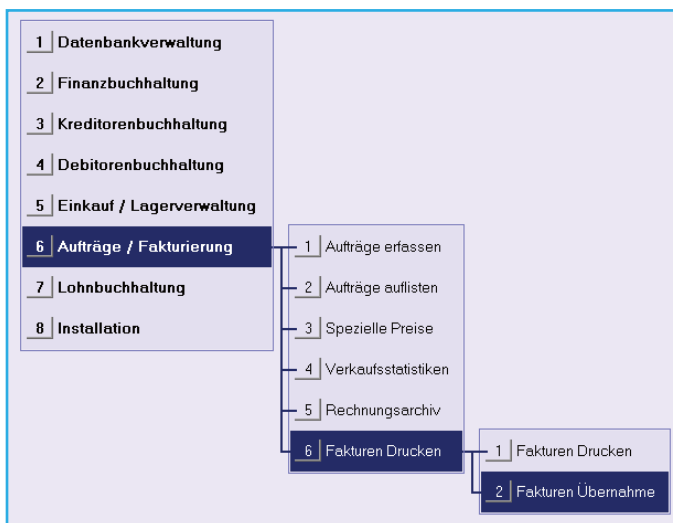 1 Datenbankverwaltung
2 Finanzbuchhaltung
3 Kreditorenbuchhaltung
4 Debitorenbuchhaltung
5 Einkauf / Lagerverwaltung
6 Aufträge / Fakturierung
7 Lohnbuchhaltung
8 Installation
1 Aufträge erfassen
2 Aufträge auflisten
3 Spezielle Preise
4 Verkaufsstatistiken
5 Rechnungsarchiv
6 Fakturen Drucken
1 Fakturen Drucken
2 Fakturen Übernahme